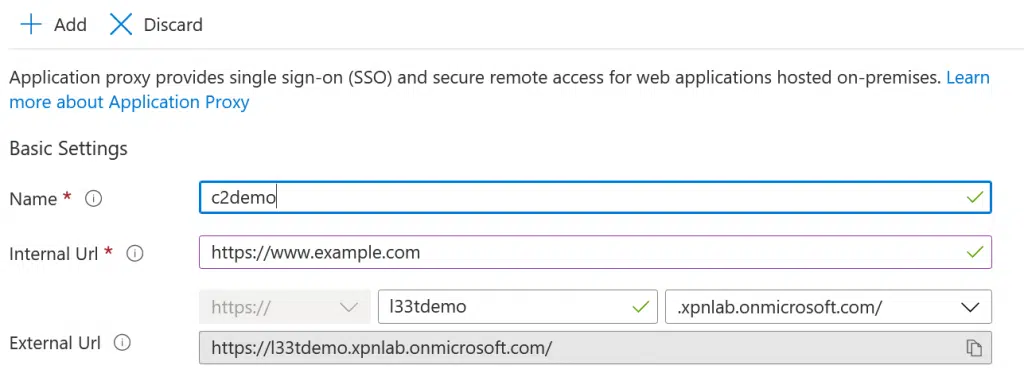 Add Discard
Application proxy provides single sign-on (SSO) and secure remote access for web applications hosted on-premises. Learn
more about Application Proxy
Basic Settings
Name * c2demo
Internal Url * https://www.example.com
https:// l33tdemo .xpnlab.onmicrosoft.com/
External Url https://l33tdemo.xpnlab.onmicrosoft.com/